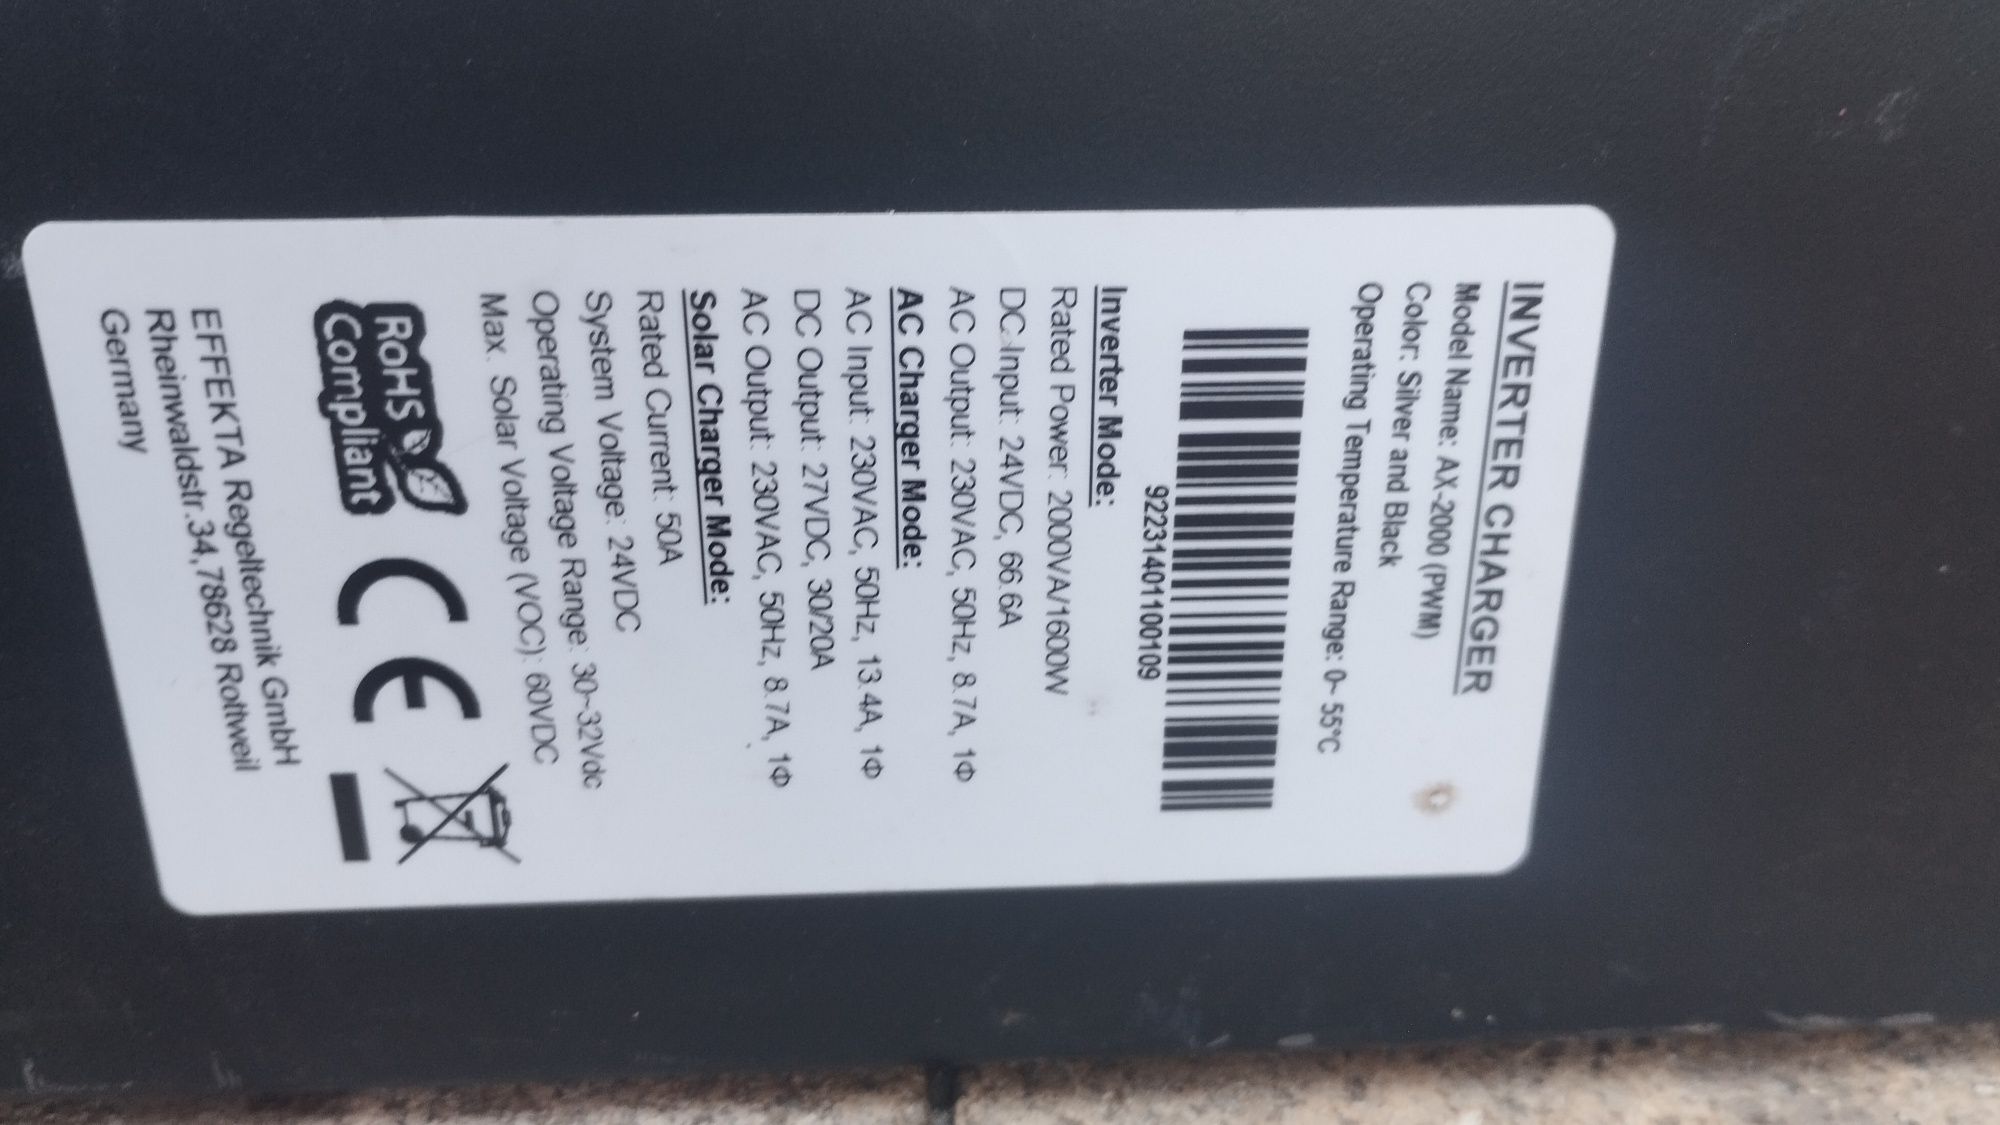 INVERTER CHARGER
Model Name: AX-2000 (PWM)
Color: Silver and Black
Operating Temperature Range: 0~ 55°C
92231401100109
Inverter Mode:
Rated Power: 2000VA/1600W
DC Input: 24VDC, 66.6A
AC Output: 230VAC, 50Hz, 8.7A, 1Φ
AC Charger Mode:
AC Input: 230VAC, 50Hz, 13.4A, 1Φ
DC Output: 27VDC, 30/20A
AC Output: 230VAC, 50Hz, 8.7A, 1Φ
Solar Charger Mode:
Rated Current: 50A
System Voltage: 24VDC
Operating Voltage Range: 30~32Vdc
Max. Solar Voltage (VOC): 60VDC
RoHS
Compliant
CE
EFFEKTA Regeltechnik GmbH
Rheinwaldstr.34,78628 Rottweil
Germany